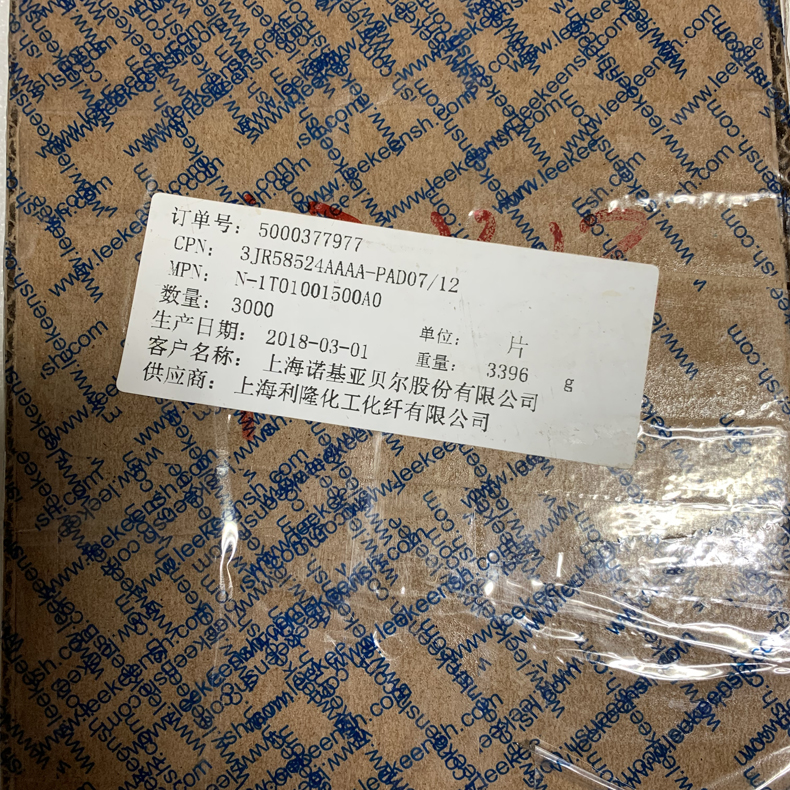 订单号: 5000377977
CPN: 3JR58524AAAA-PAD07/12
MPN: N-1T01001500A0
数量: 3000 单位: 片
生产日期: 2018-03-01 重量: 3396 g
客户名称: 上海诺基亚贝尔股份有限公司
供应商: 上海利隆化工化纤有限公司
www.leekeensh.com